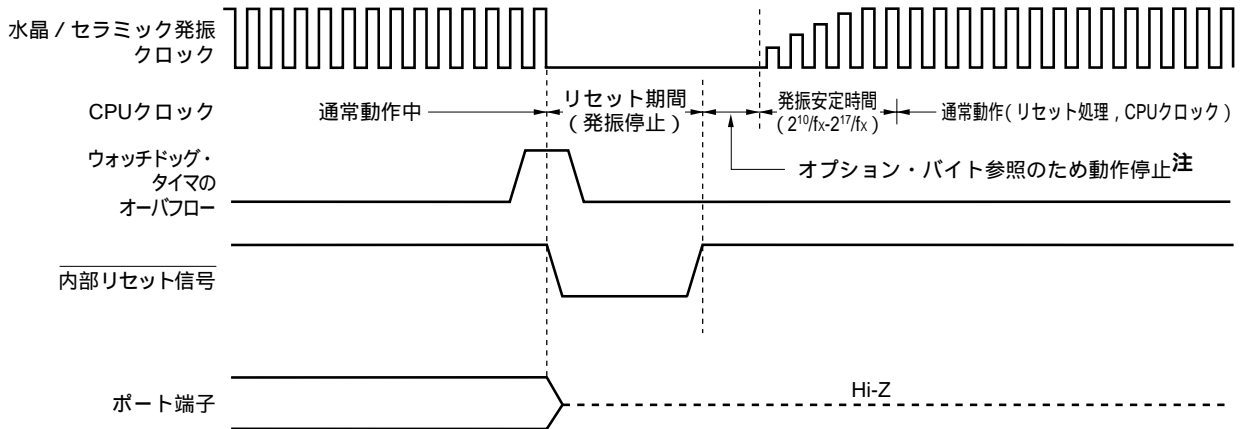 水晶 / セラミック発振
クロック
CPUクロック
通常動作中
リセット期間
（発振停止）
発振安定時間
（2¹⁰/fx-2¹⁷/fx）
通常動作（リセット処理，CPUクロック）
オプション・バイト参照のため動作停止注
ウォッチドッグ・
タイマの
オーバフロー
内部リセット信号
ポート端子
Hi-Z